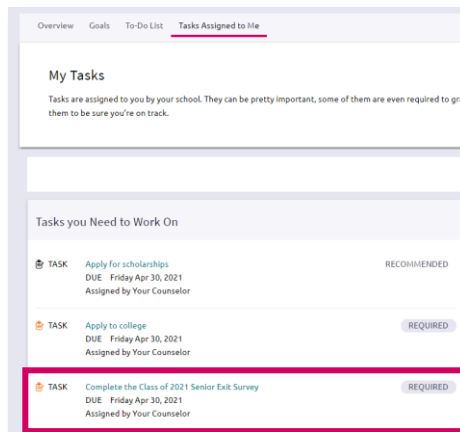 Overview Goals To-Do List Tasks Assigned to Me
My Tasks
Tasks are assigned to you by your school. They can be pretty important, some of them are even required to
them to be sure you're on track.
Tasks you Need to Work On
TASK Apply for scholarships RECOMMENDED
DUE Friday Apr 30, 2021
Assigned by Your Counselor
TASK Apply to college REQUIRED
DUE Friday Apr 30, 2021
Assigned by Your Counselor
TASK Complete the Class of 2021 Senior Exit Survey REQUIRED
DUE Friday Apr 30, 2021
Assigned by Your Counselor